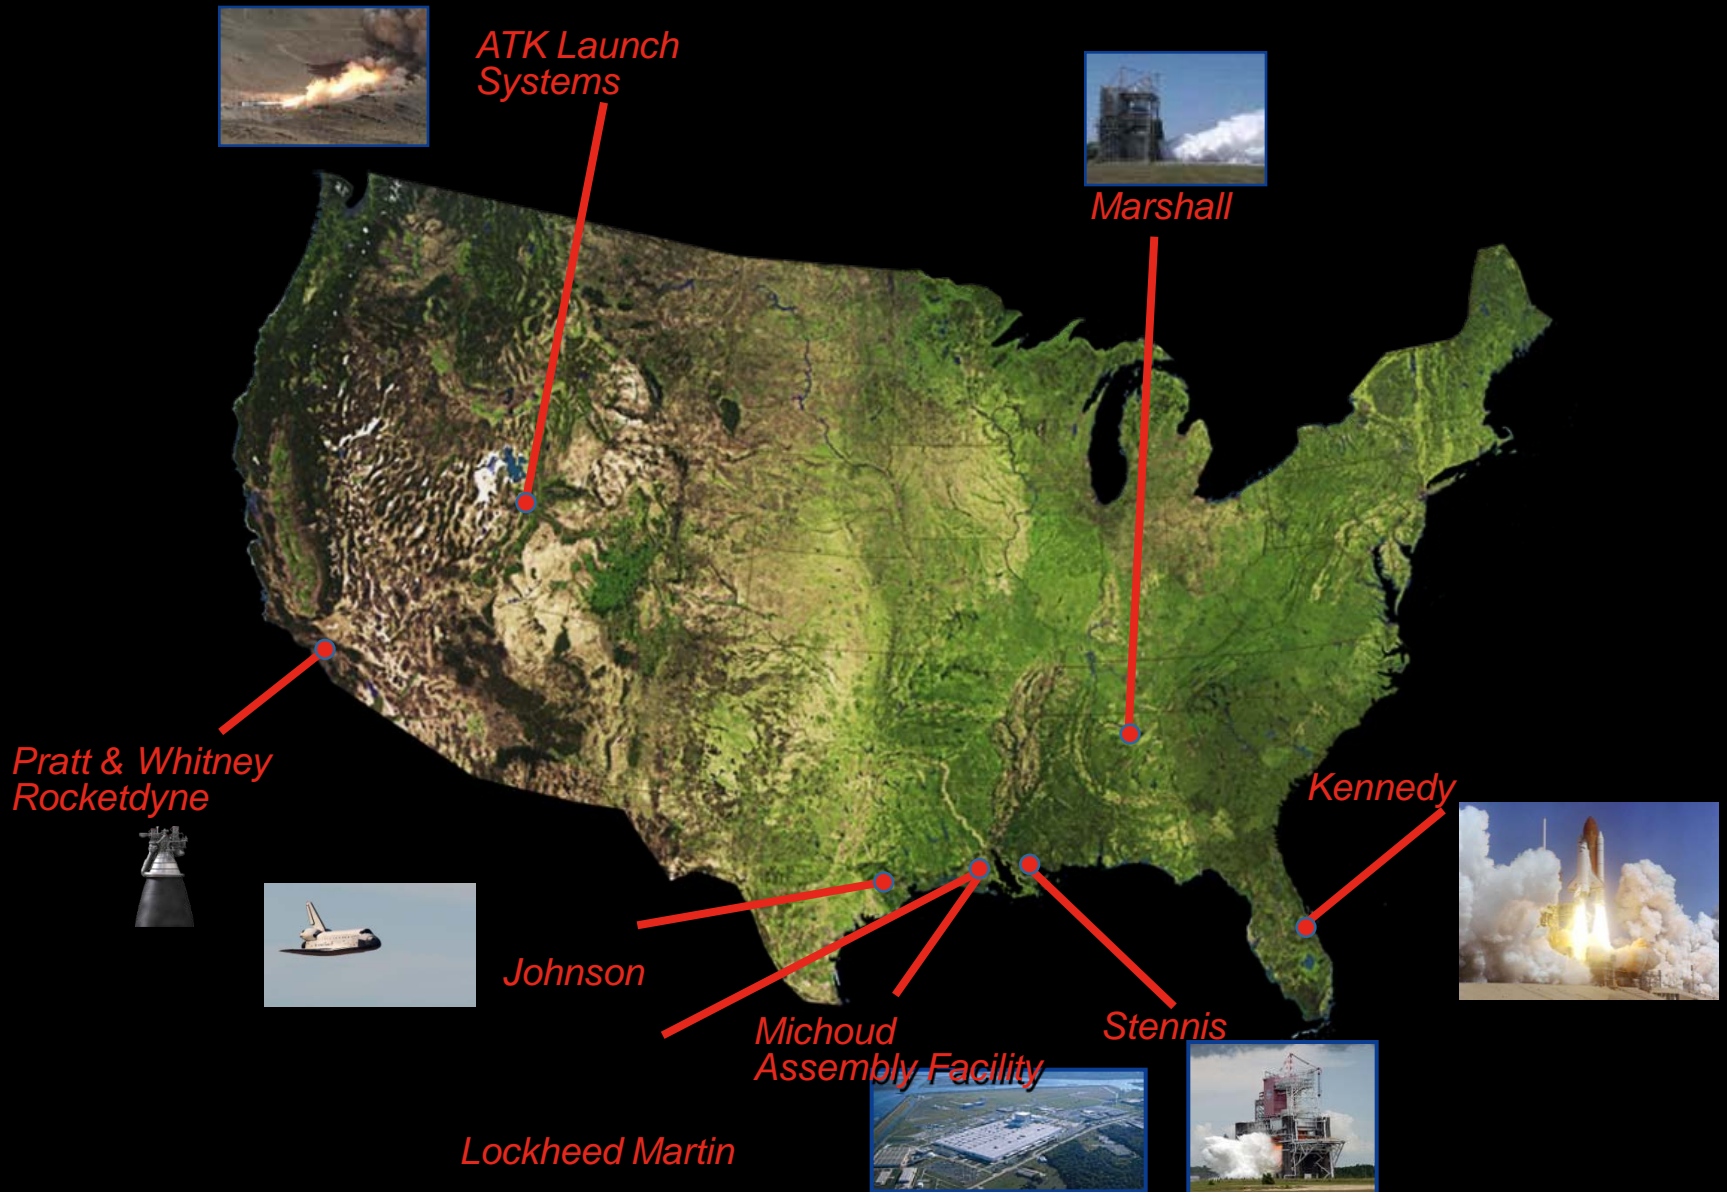 ATK Launch
Systems
Marshall
Pratt & Whitney
Rocketdyne
Kennedy
Johnson
Michoud
Assembly Facility
Stennis
Lockheed Martin